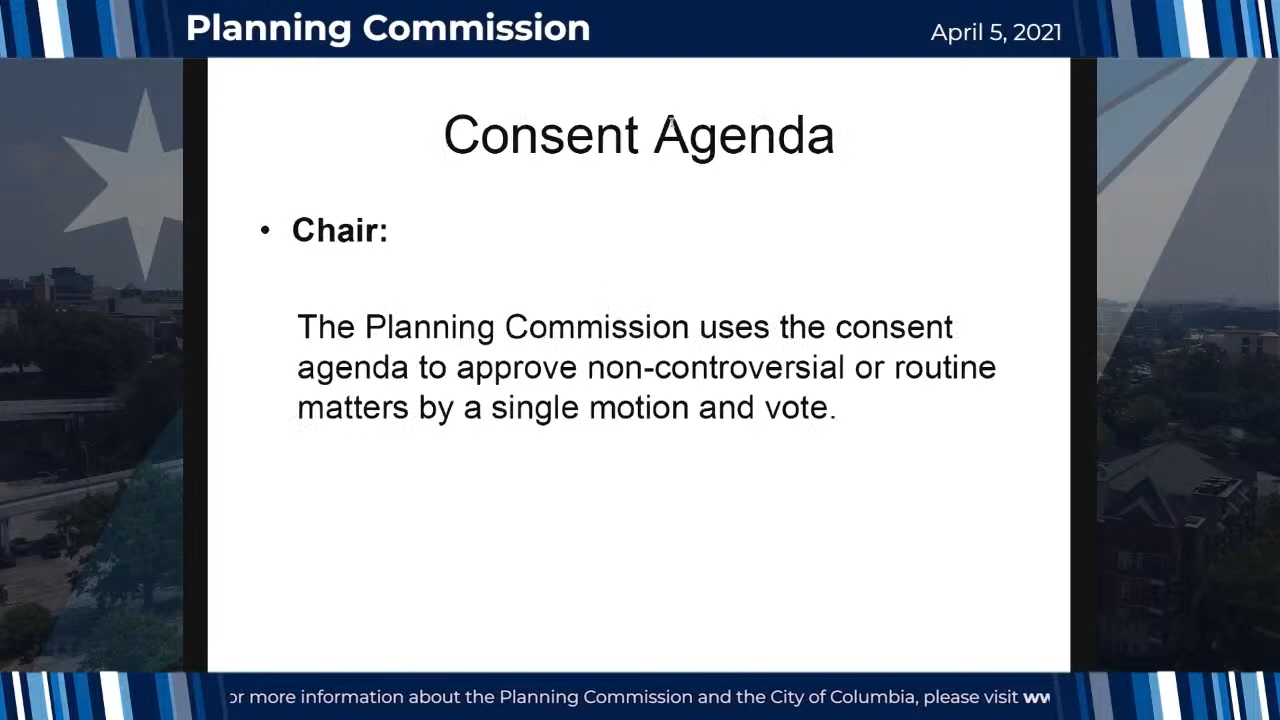 Planning Commission
April 5, 2021
Consent Agenda
• Chair:
The Planning Commission uses the consent
agenda to approve non-controversial or routine
matters by a single motion and vote.
or more information about the Planning Commission and the City of Columbia, please visit ww